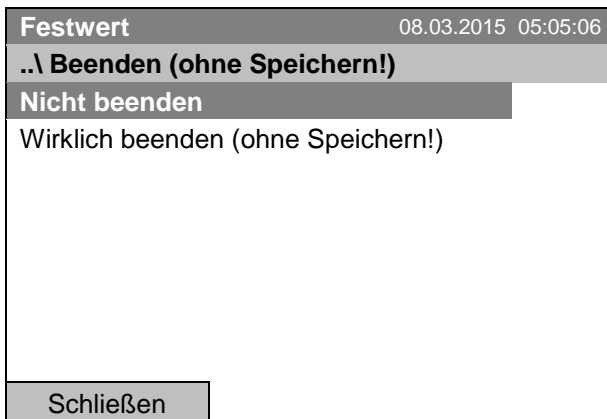 Festwert 08.03.2015 05:05:06
..\ Beenden (ohne Speichern!)
Nicht beenden
Wirklich beenden (ohne Speichern!)
Schließen